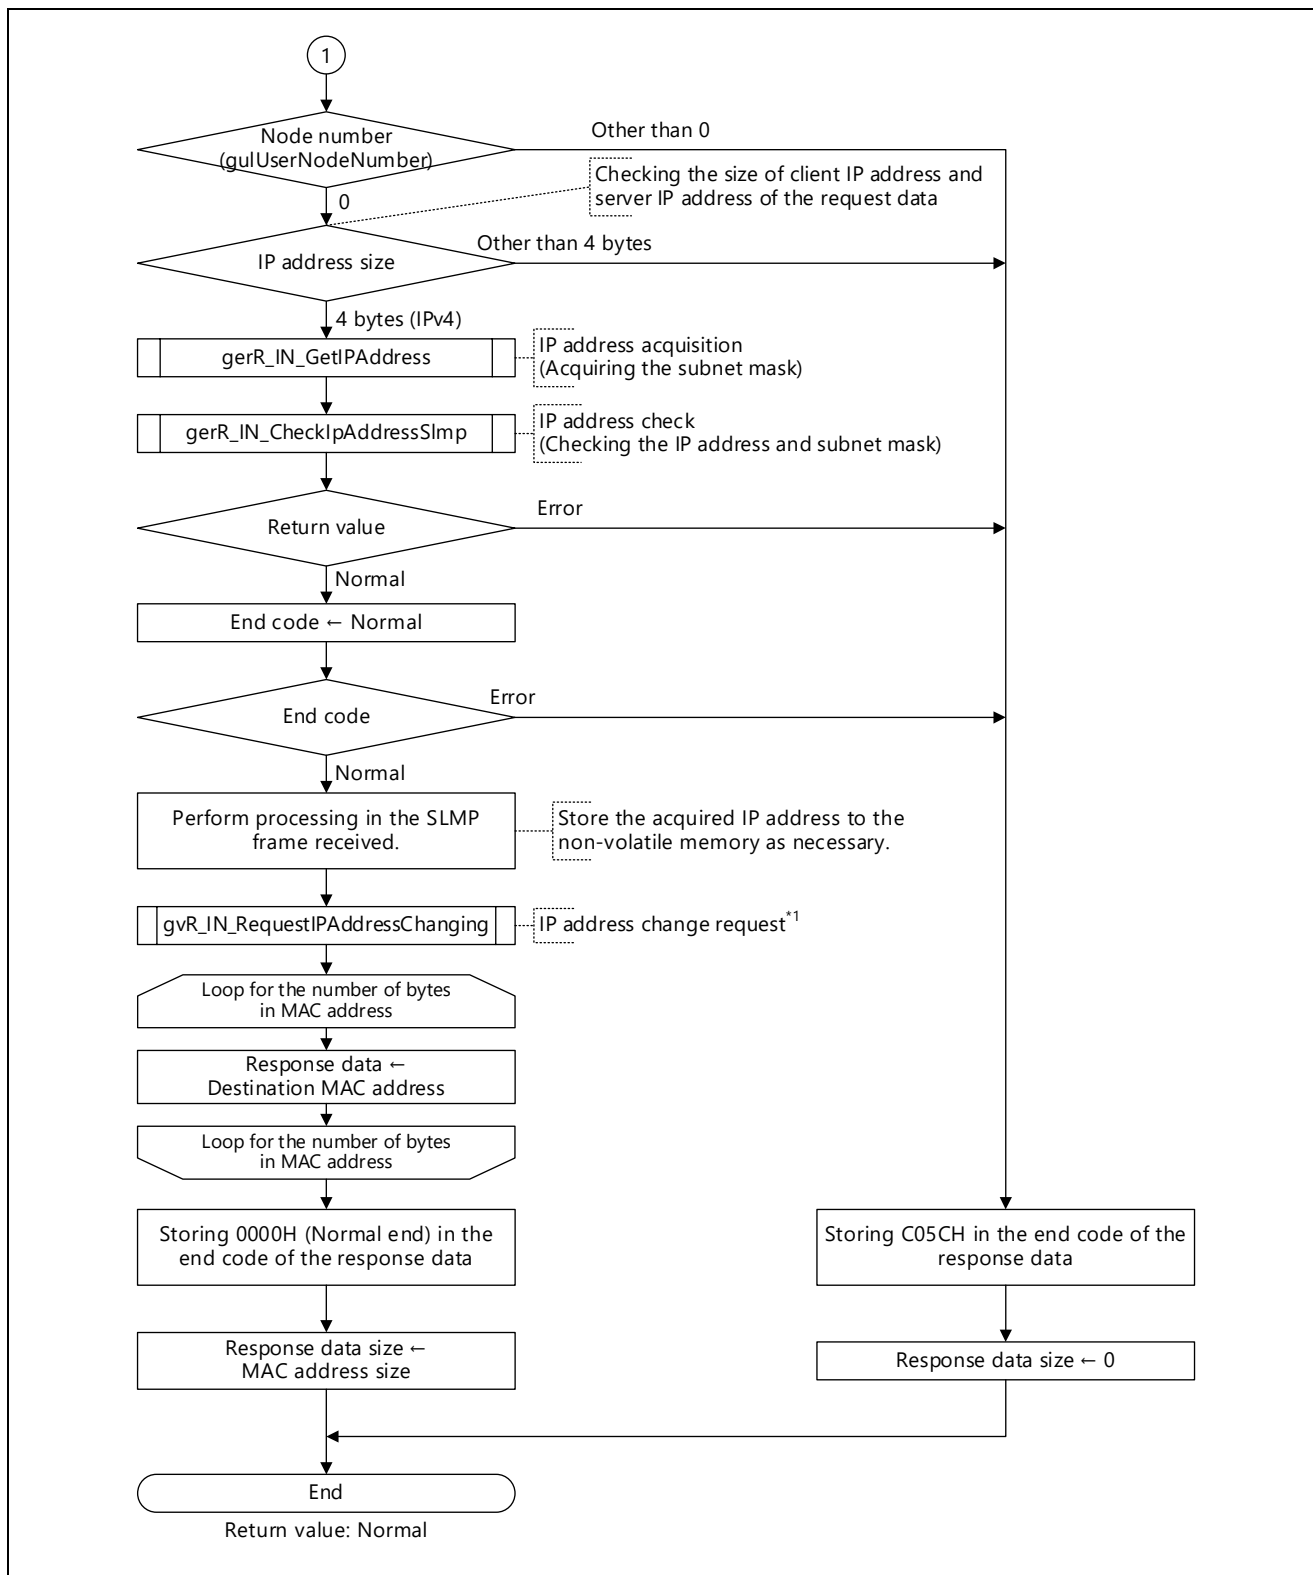 1
Node number
(gulUserNodeNumber)
Other than 0
Checking the size of client IP address and
server IP address of the request data
0
IP address size
Other than 4 bytes
4 bytes (IPv4)
gerR_IN_GetIPAddress
IP address acquisition
(Acquiring the subnet mask)
gerR_IN_CheckIpAddressSlmp
IP address check
(Checking the IP address and subnet mask)
Return value
Error
Normal
End code ← Normal
End code
Error
Normal
Perform processing in the SLMP
frame received.
Store the acquired IP address to the
non-volatile memory as necessary.
gvR_IN_RequestIPAddressChanging
IP address change request*1
Loop for the number of bytes
in MAC address
Response data ←
Destination MAC address
Loop for the number of bytes
in MAC address
Storing 0000H (Normal end) in the
end code of the response data
Storing C05CH in the end code of the
response data
Response data size ←
MAC address size
Response data size ← 0
End
Return value: Normal